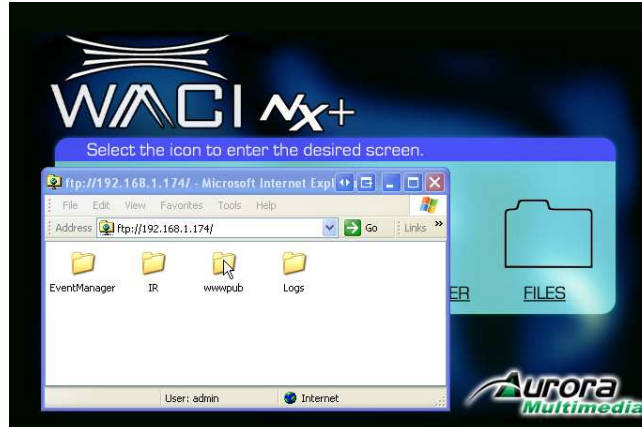 WACI NX+
Select the icon to enter the desired screen.
ftp://192.168.1.174/ - Microsoft Internet Expl
File Edit View Favorites Tools Help
Address ftp://192.168.1.174/ Go Links »
EventManager IR wwwpub Logs
ER FILES
User: admin Internet
Aurora
Multimedia